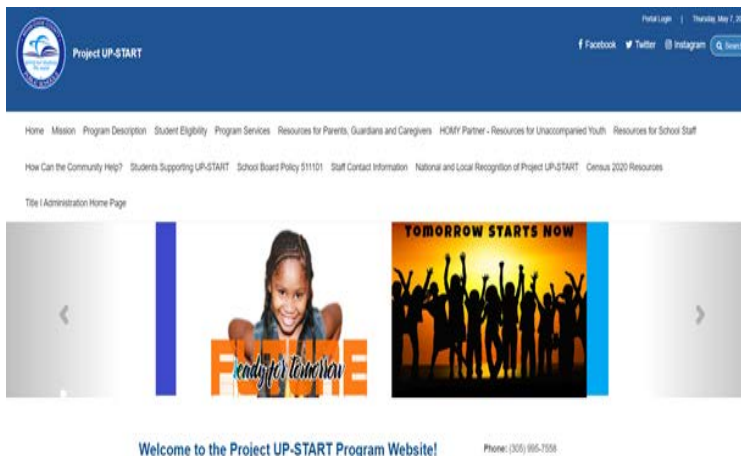 Portal Login | Thursday, May 7, 20
Project UP-START
Facebook Twitter Instagram Search
Home Mission Program Description Student Eligibility Program Services Resources for Parents, Guardians and Caregivers HOMY Partner - Resources for Unaccompanied Youth Resources for School Staff
How Can the Community Help? Students Supporting UP-START School Board Policy 5111.01 Staff Contact Information National and Local Recognition of Project UP-START Census 2020 Resources
Title I Administration Home Page
TOMORROW STARTS NOW
FUTURE
Ready for Tomorrow
Welcome to the Project UP-START Program Website!
Phone: (305) 995-7558